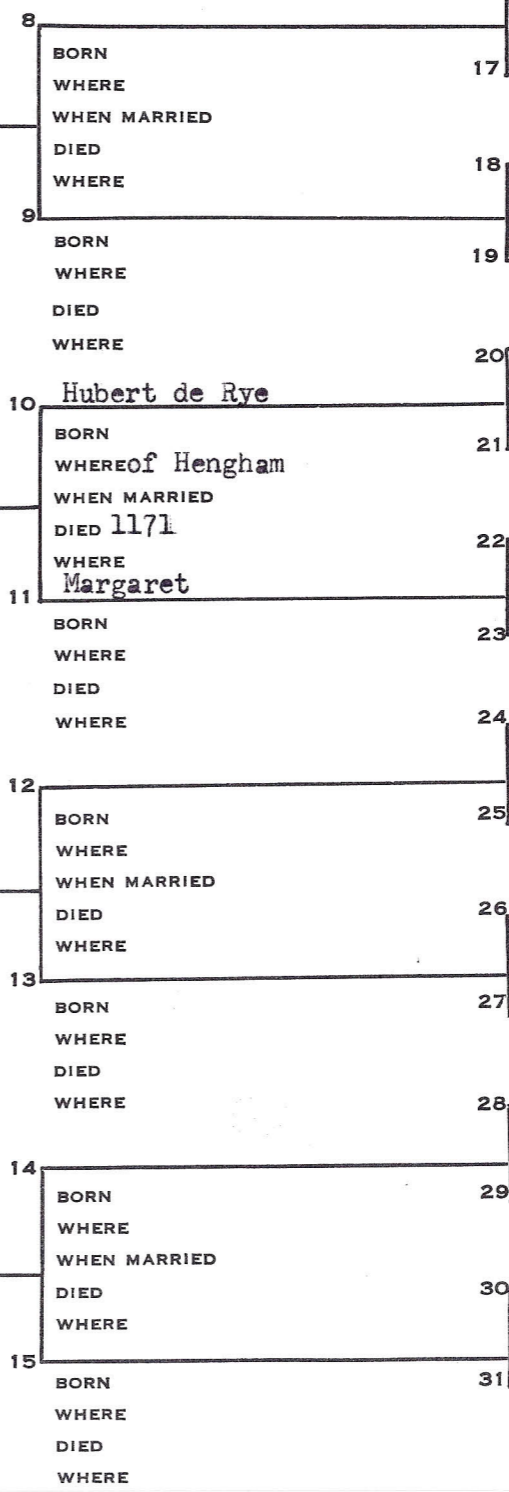 8
BORN
17
WHERE
WHEN MARRIED
DIED
18
WHERE
9
BORN
19
WHERE
DIED
WHERE
20
Hubert de Rye
10
BORN
21
WHERE of Hengham
WHEN MARRIED
DIED 1171
22
WHERE
Margaret
11
BORN
23
WHERE
DIED
WHERE
24
12
BORN
25
WHERE
WHEN MARRIED
DIED
26
WHERE
13
BORN
27
WHERE
DIED
WHERE
28
14
BORN
29
WHERE
WHEN MARRIED
DIED
30
WHERE
15
BORN
31
WHERE
DIED
WHERE